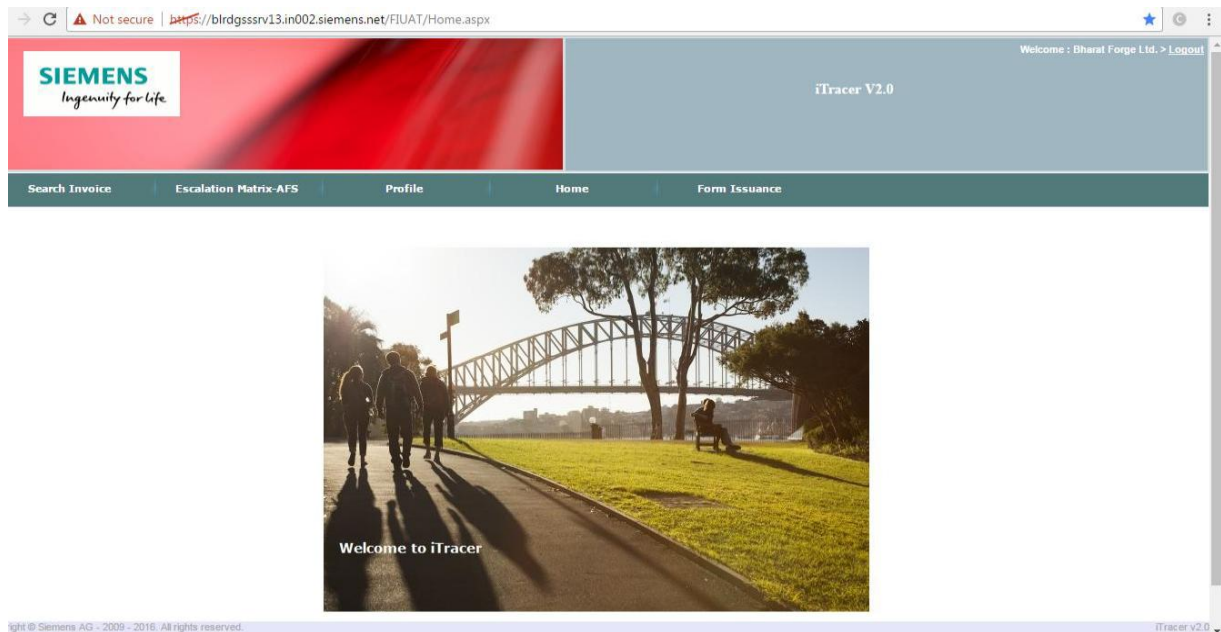 Not secure | https://blrdgsssrv13.in002.siemens.net/FIUAT/Home.aspx
Welcome : Bharat Forge Ltd. > Logout
SIEMENS
Ingenuity for life
iTracer V2.0
Search Invoice Escalation Matrix-AFS Profile Home Form Issuance
Welcome to iTracer
right © Siemens AG - 2009 - 2016. All rights reserved. iTracer v2.0